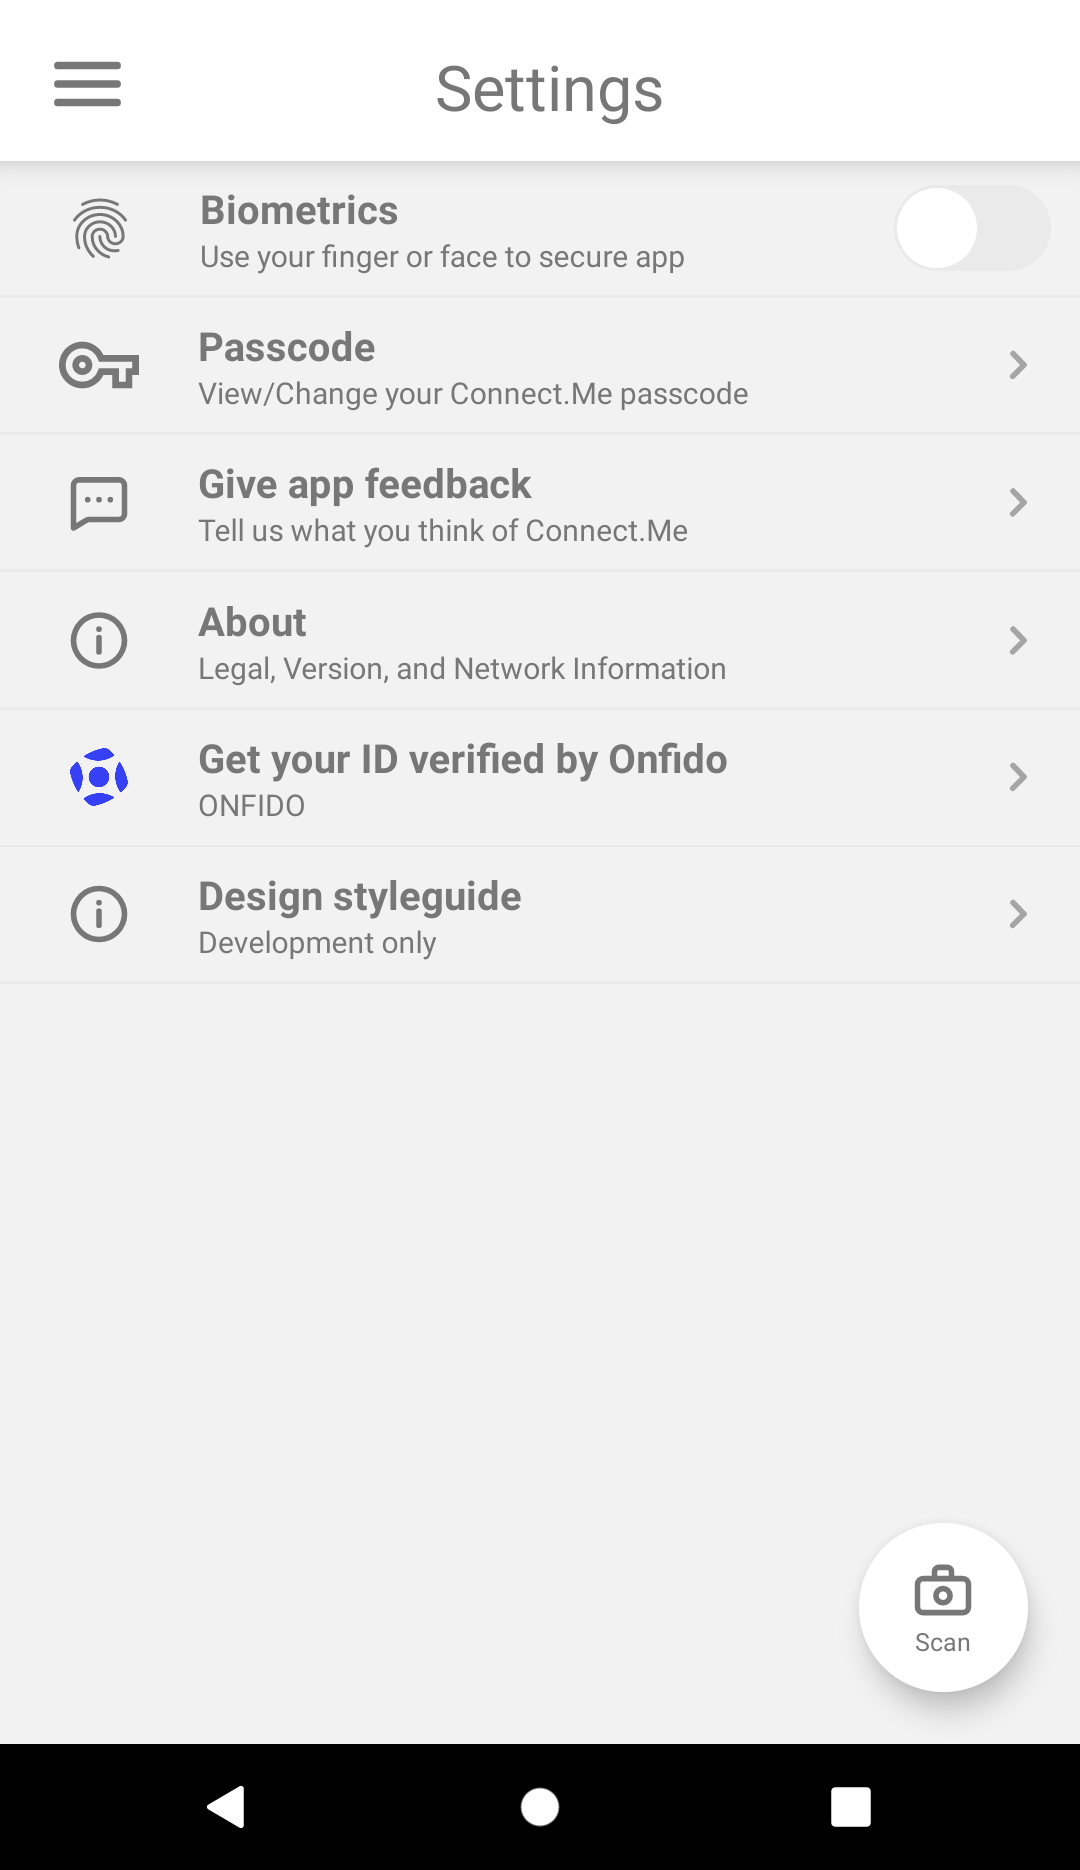 Settings
Biometrics
Use your finger or face to secure app
Passcode
View/Change your Connect.Me passcode
Give app feedback
Tell us what you think of Connect.Me
About
Legal, Version, and Network Information
Get your ID verified by Onfido
ONFIDO
Design styleguide
Development only
Scan